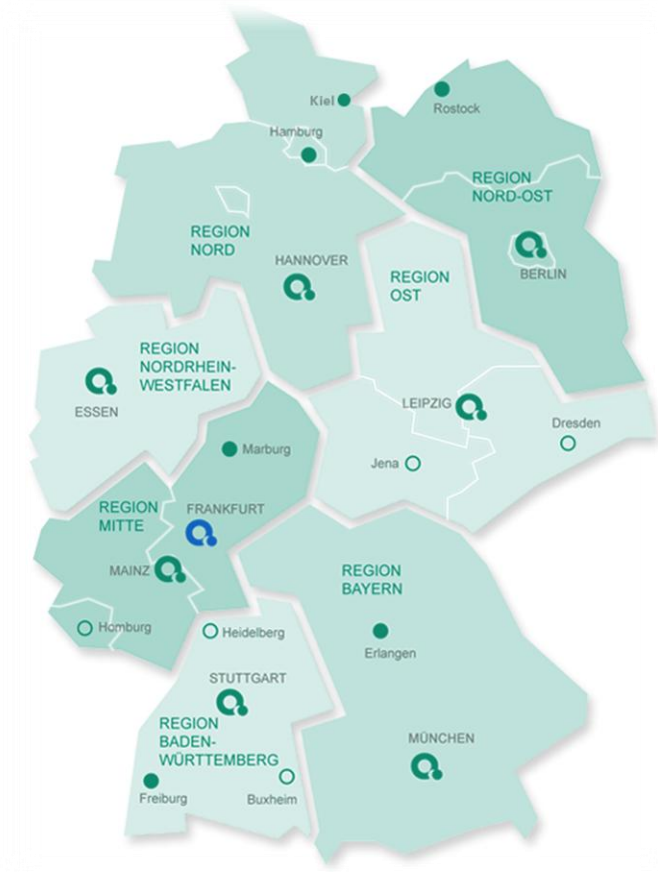 Kiel
Rostock
Hamburg
REGION
NORD-OST
REGION
NORD
HANNOVER
BERLIN
REGION
OST
REGION
NORDRHEIN-
WESTFALEN
ESSEN
LEIPZIG
Dresden
Marburg
Jena
REGION
MITTE
FRANKFURT
MAINZ
REGION
BAYERN
Homburg
Heidelberg
Erlangen
STUTTGART
REGION
BADEN-
WÜRTTEMBERG
MÜNCHEN
Freiburg
Buxheim